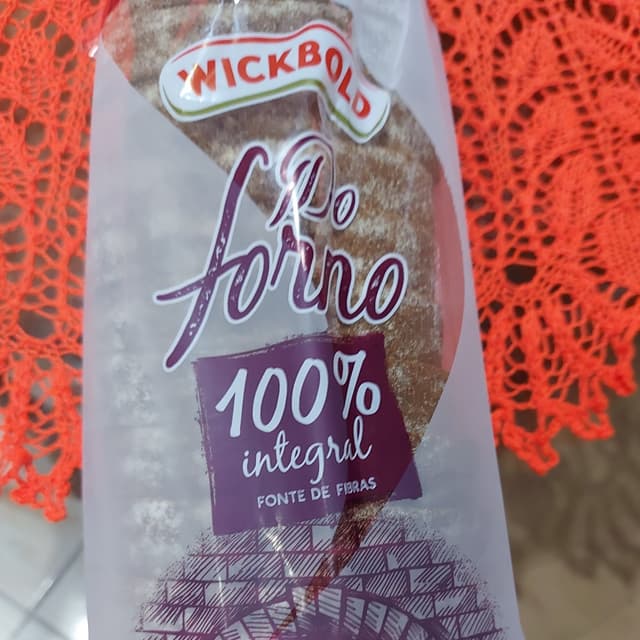 WICKBOLD
Do
forno
100%
integral
FONTE DE FIBRAS